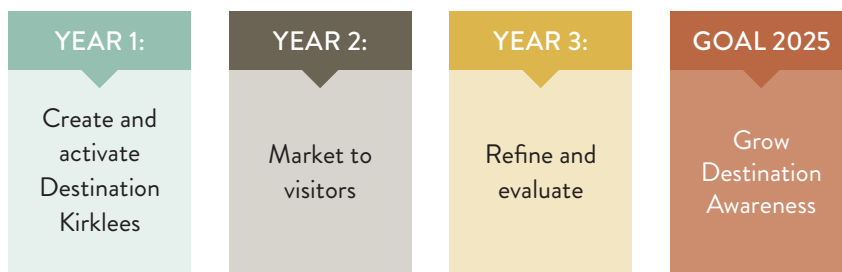 YEAR 1:
Create and
activate
Destination
Kirklees
YEAR 2:
Market to
visitors
YEAR 3:
Refine and
evaluate
GOAL 2025
Grow
Destination
Awareness